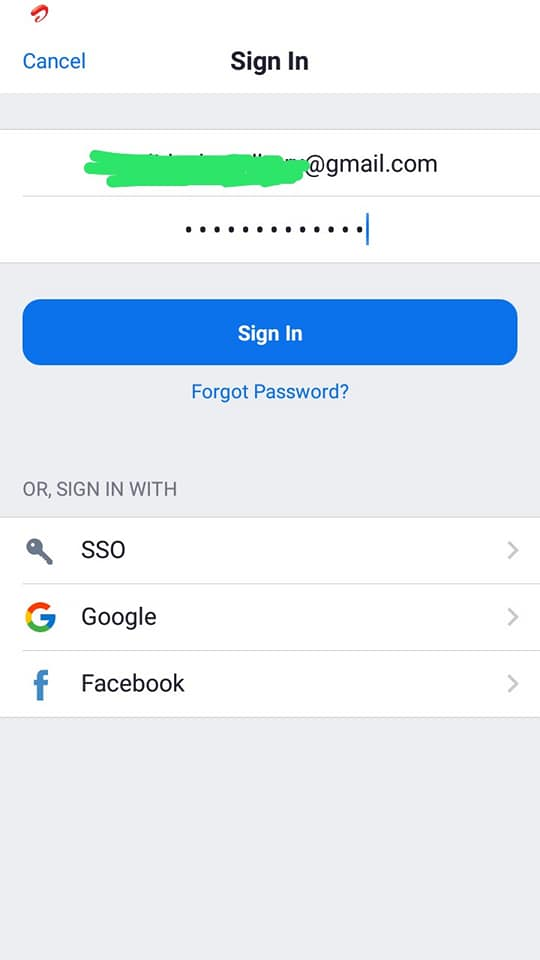 Cancel
Sign In
@gmail.com
Sign In
Forgot Password?
OR, SIGN IN WITH
SSO
Google
Facebook